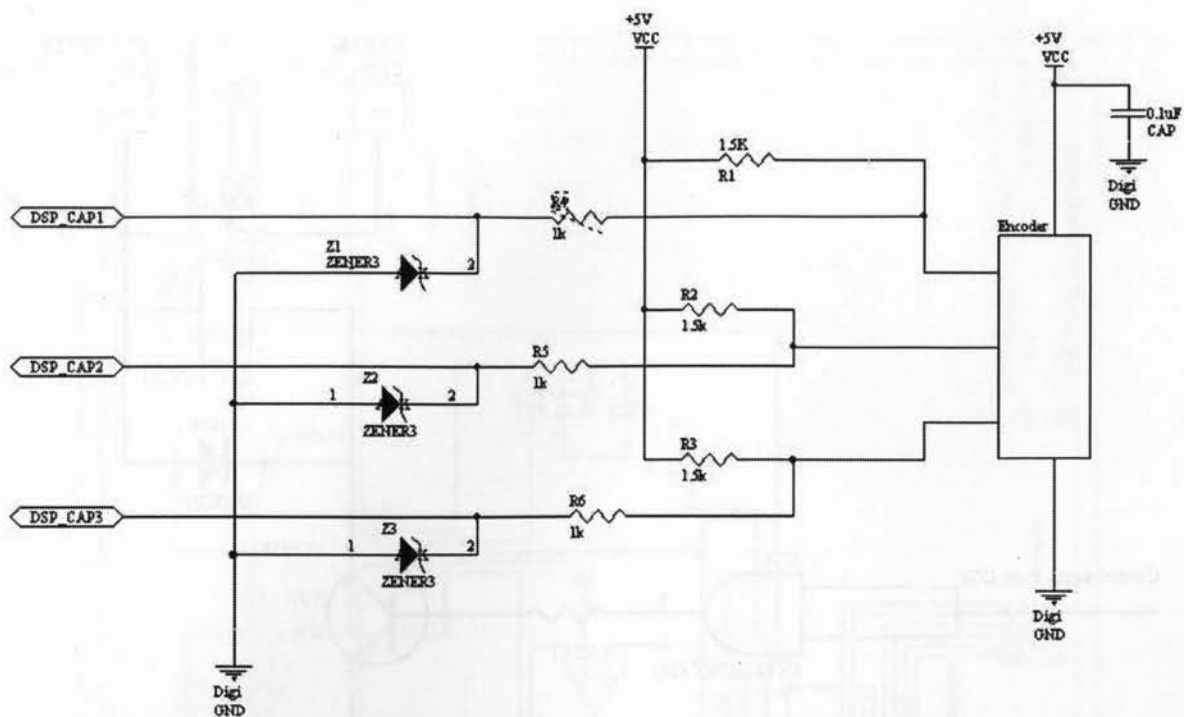 +5V
VCC
+5V
VCC
0.1uF
CAP
Digi
GND
1.5K
R1
DSP_CAP1
R4
1k
Encoder
Z1
ZENER3
2
R2
1.5k
DSP_CAP2
R5
1k
Z2
1
2
ZENER3
R3
1.5k
DSP_CAP3
R6
1k
Z3
1
2
ZENER3
Digi
GND
Digi
GND